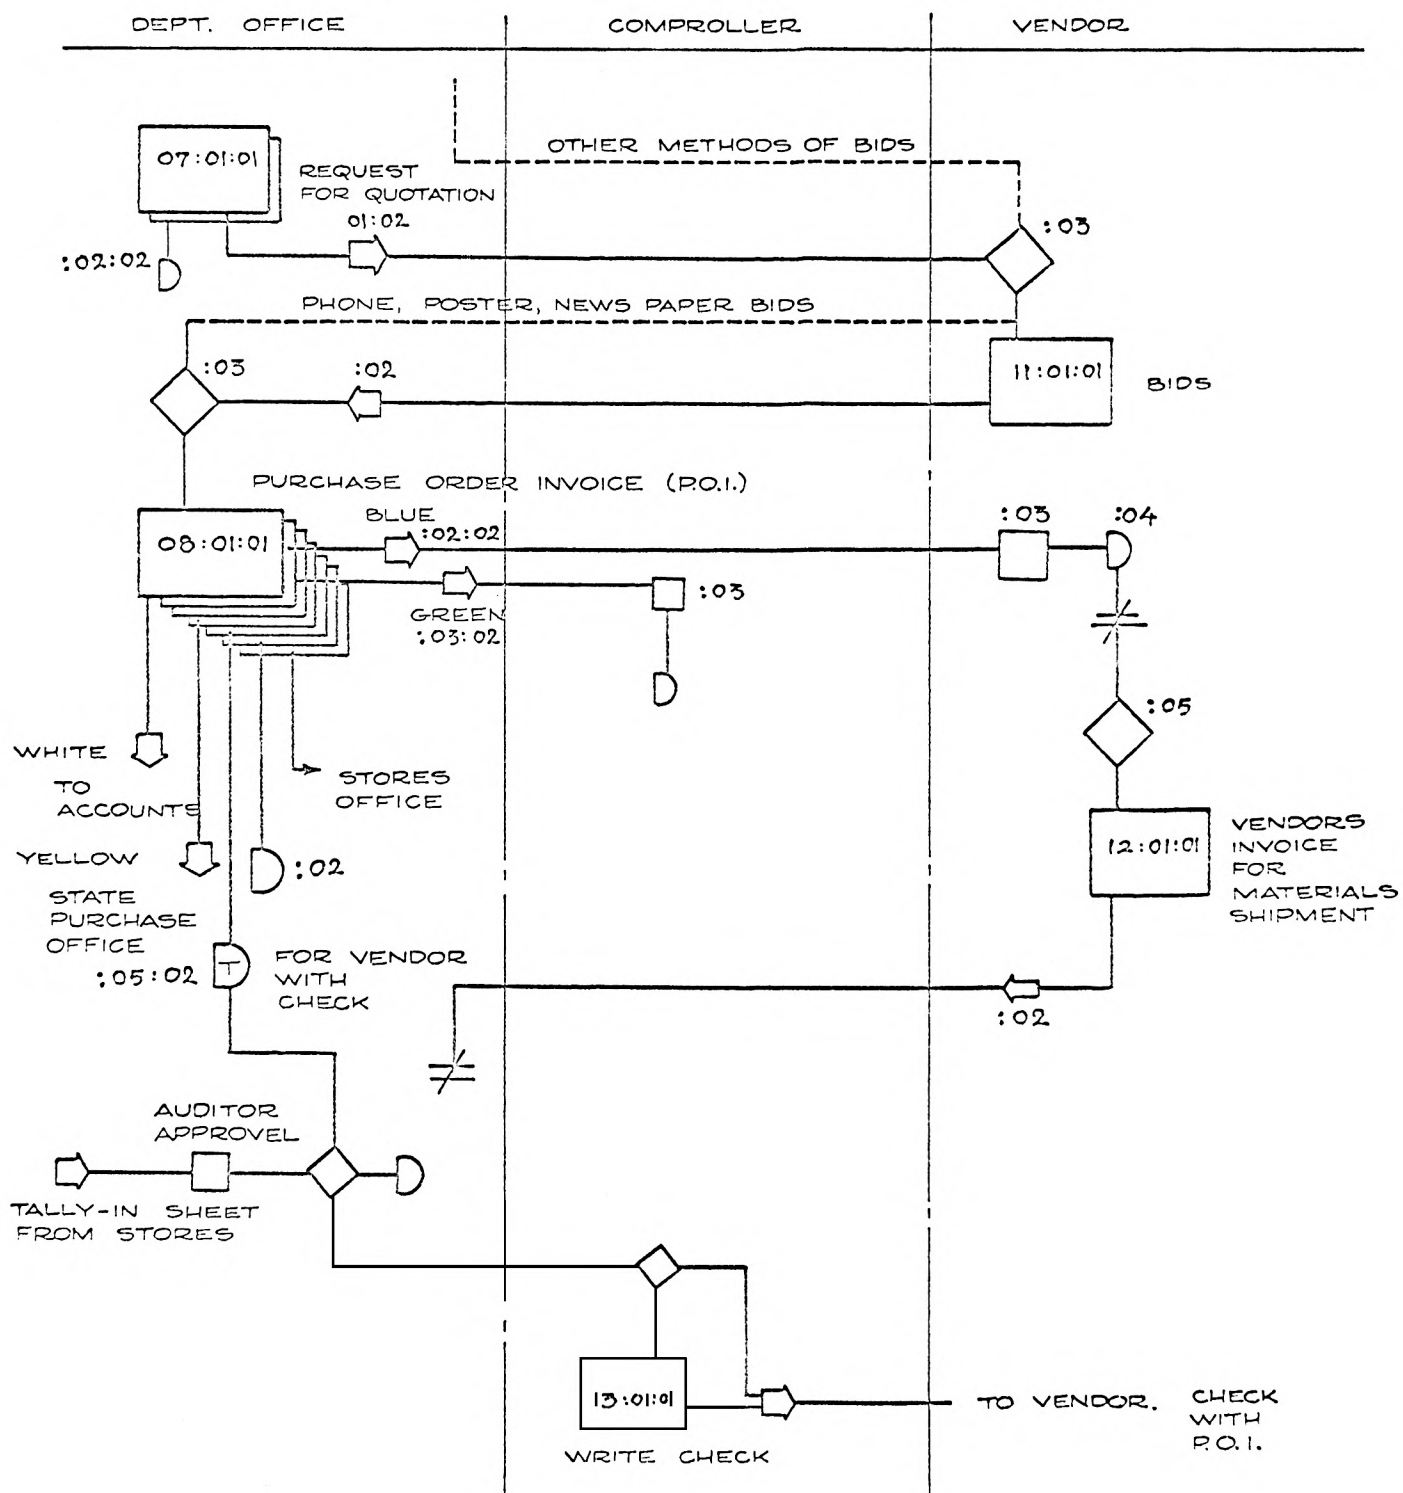 DEPT. OFFICE
COMPROLLER
VENDOR
OTHER METHODS OF BIDS
07:01:01
REQUEST
FOR QUOTATION
01:02
:03
:02:02
PHONE, POSTER, NEWS PAPER BIDS
:03
:02
11:01:01
BIDS
PURCHASE ORDER INVOICE (P.O.I.)
BLUE
:02:02
08:01:01
:03
:04
GREEN
:03:02
:03
:05
WHITE
TO
ACCOUNTS
STORES
OFFICE
YELLOW
:02
STATE
PURCHASE
OFFICE
:05:02
T
FOR VENDOR
WITH
CHECK
12:01:01
VENDORS
INVOICE
FOR
MATERIALS
SHIPMENT
:02
AUDITOR
APPROVEL
TALLY-IN SHEET
FROM STORES
13:01:01
WRITE CHECK
TO VENDOR.
CHECK
WITH
P.O.I.